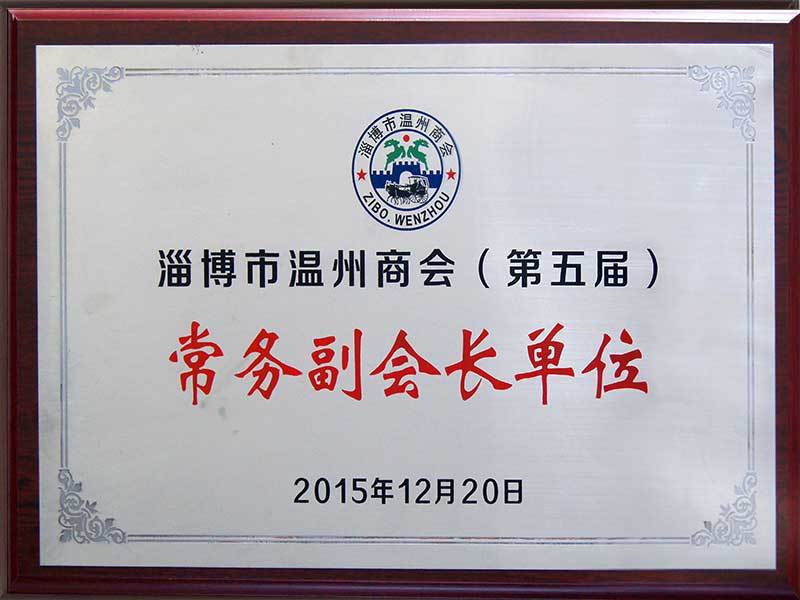 淄博市温州商会
ZIBO.WENZHOU
淄博市温州商会（第五届）
常务副会长单位
2015年12月20日